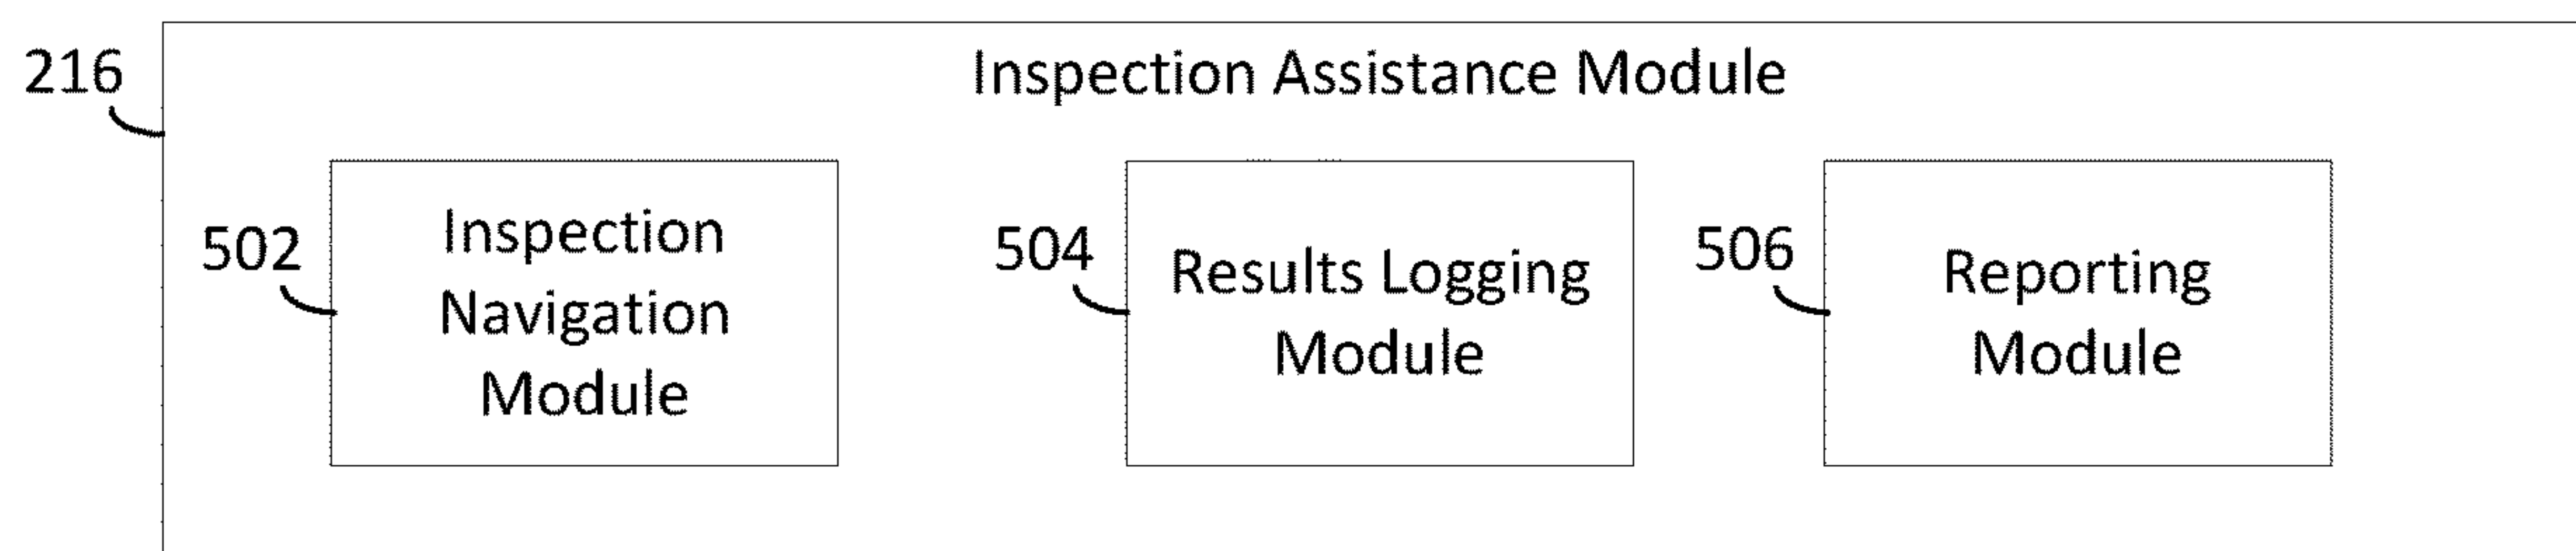 216
Inspection Assistance Module
502
Inspection
Navigation
Module
504
Results Logging
Module
506
Reporting
Module